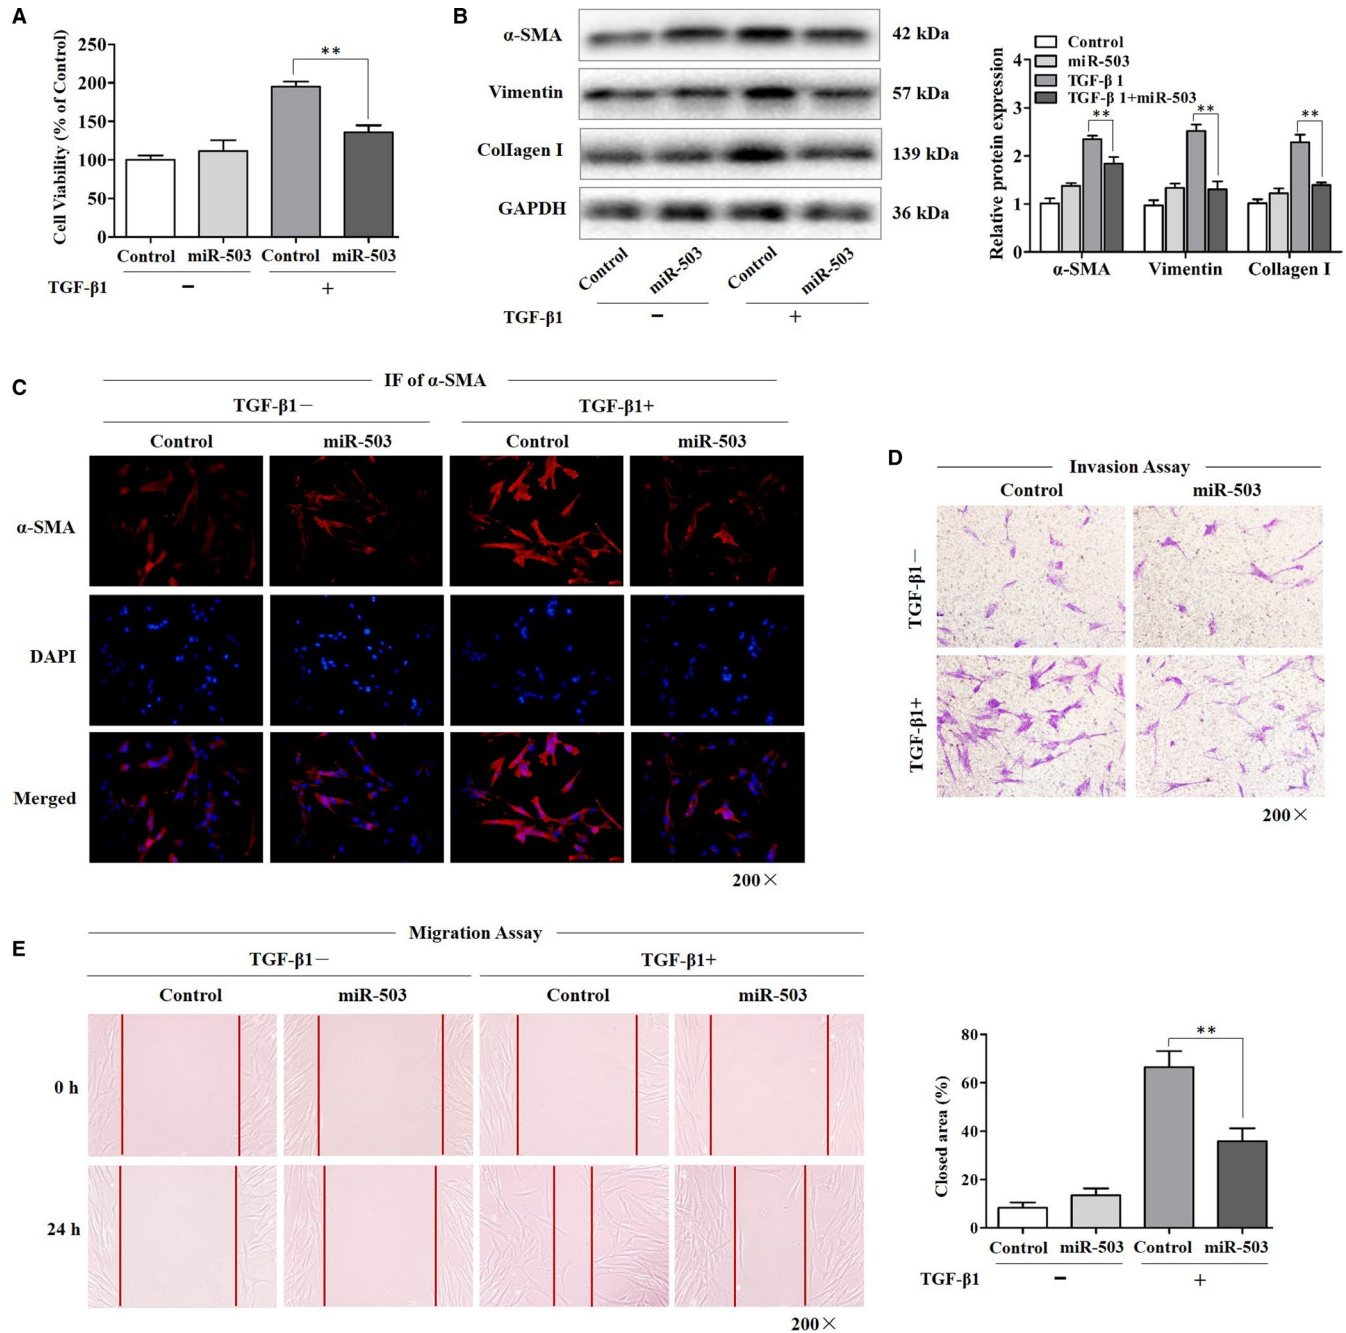 A
Cell Viability (% of Control)
250
200
150
100
50
0
**
Control miR-503 Control miR-503
TGF-β1 − +
B
α-SMA 42 kDa
Vimentin 57 kDa
Collagen I 139 kDa
GAPDH 36 kDa
Control miR-503 Control miR-503
TGF-β1 − +
Relative protein expression
4
3
2
1
0
Control
miR-503
TGF-β 1
TGF-β 1+miR-503
** ** **
α-SMA Vimentin Collagen I
C
IF of α-SMA
TGF-β1− TGF-β1+
Control miR-503 Control miR-503
α-SMA
DAPI
Merged
200×
D
Invasion Assay
Control miR-503
TGF-β1−
TGF-β1+
200×
E
Migration Assay
TGF-β1− TGF-β1+
Control miR-503 Control miR-503
0 h
24 h
200×
Closed area (%)
80
60
40
20
0
**
Control miR-503 Control miR-503
TGF-β1 − +